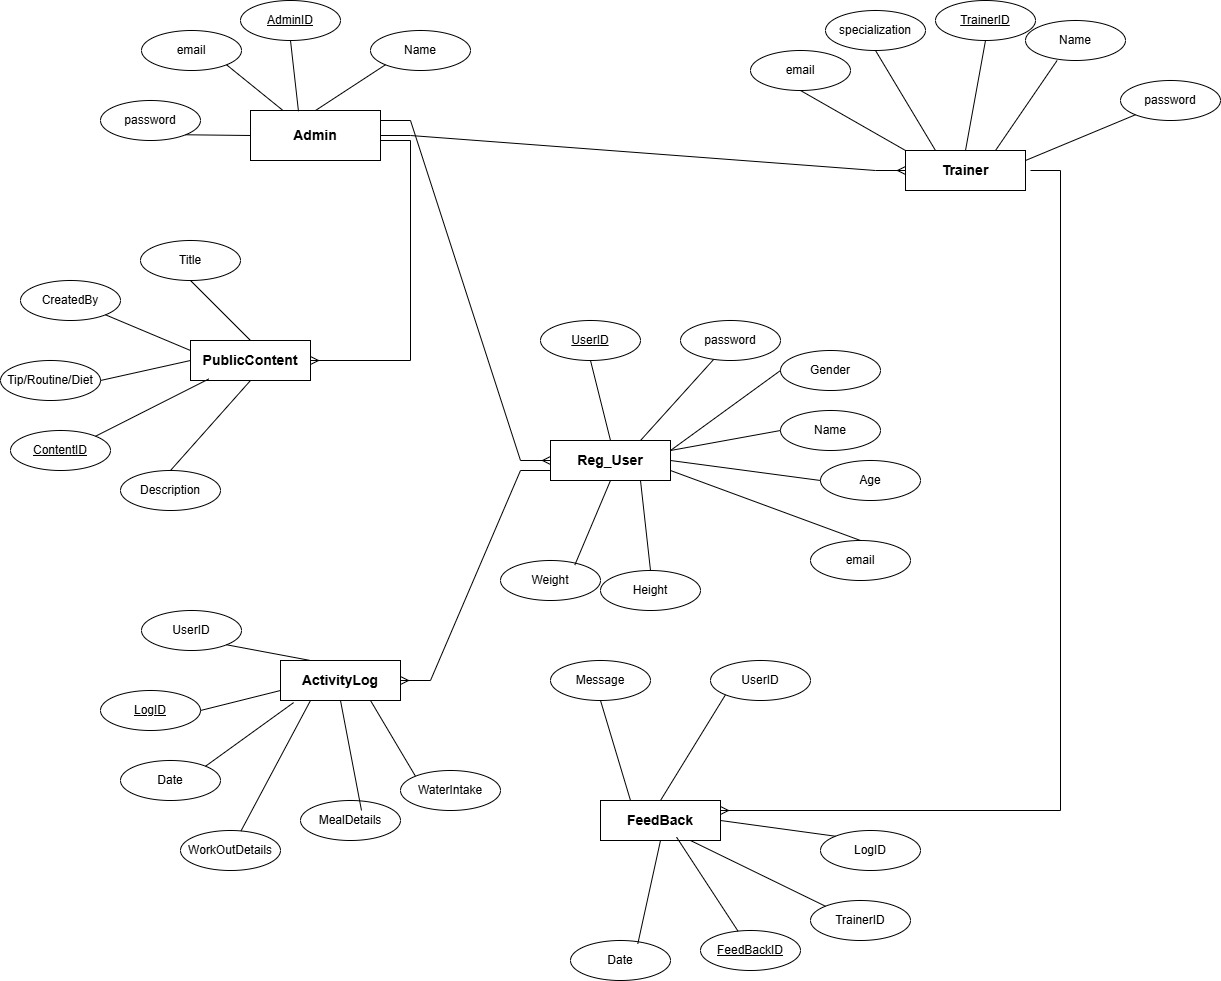 AdminID
email
Name
password
Admin
specialization
TrainerID
Name
email
password
Trainer
Title
CreatedBy
PublicContent
Tip/Routine/Diet
ContentID
Description
UserID
password
Gender
Name
Reg_User
Age
email
Weight
Height
UserID
ActivityLog
LogID
Date
WorkOutDetails
MealDetails
WaterIntake
Message
UserID
FeedBack
LogID
TrainerID
FeedBackID
Date